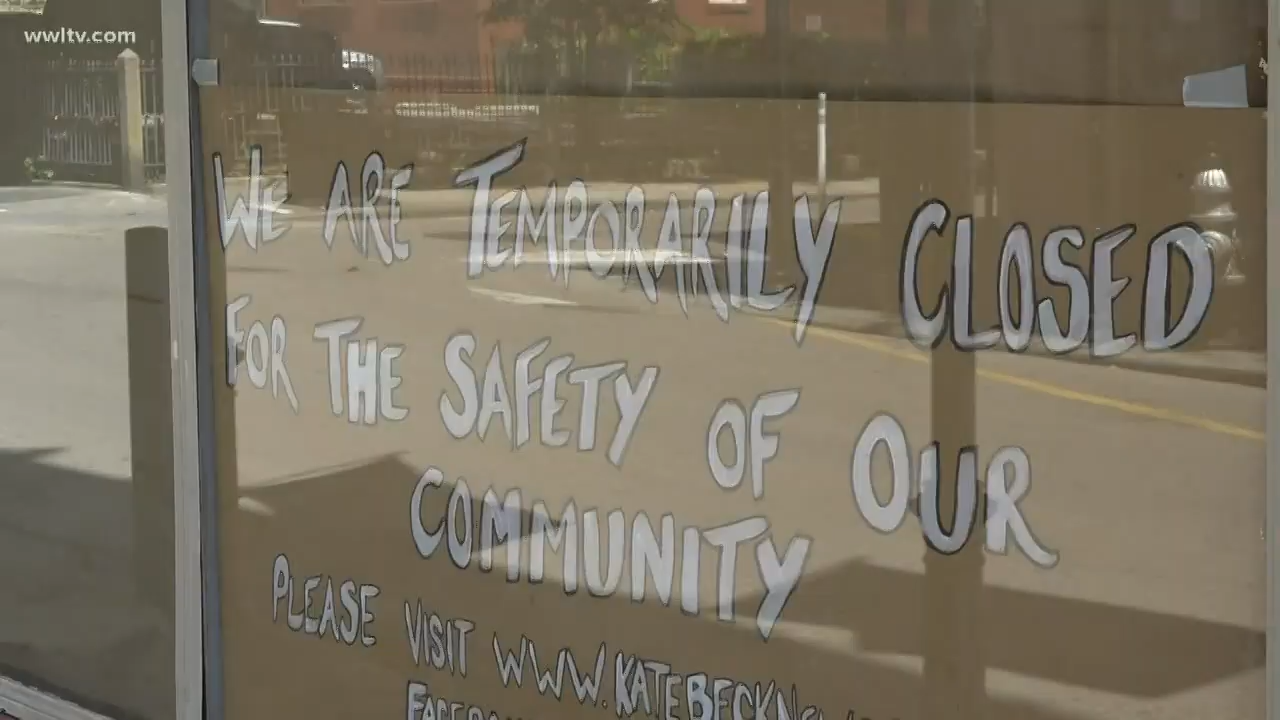 wwltv.com
WE ARE TEMPORARILY CLOSED
FOR THE SAFETY OF OUR
COMMUNITY
PLEASE VISIT